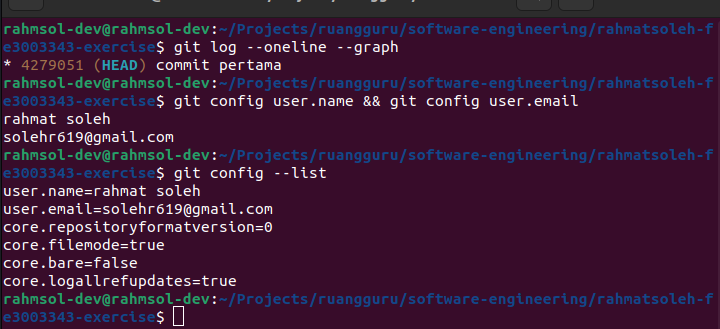 rahmsol-dev@rahmsol-dev:~/Projects/ruangguru/software-engineering/rahmatsoleh-f
e3003343-exercise$ git log --oneline --graph
* 4279051 (HEAD) commit pertama
rahmsol-dev@rahmsol-dev:~/Projects/ruangguru/software-engineering/rahmatsoleh-f
e3003343-exercise$ git config user.name && git config user.email
rahmat soleh
solehr619@gmail.com
rahmsol-dev@rahmsol-dev:~/Projects/ruangguru/software-engineering/rahmatsoleh-f
e3003343-exercise$ git config --list
user.name=rahmat soleh
user.email=solehr619@gmail.com
core.repositoryformatversion=0
core.filemode=true
core.bare=false
core.logallrefupdates=true
rahmsol-dev@rahmsol-dev:~/Projects/ruangguru/software-engineering/rahmatsoleh-f
e3003343-exercise$